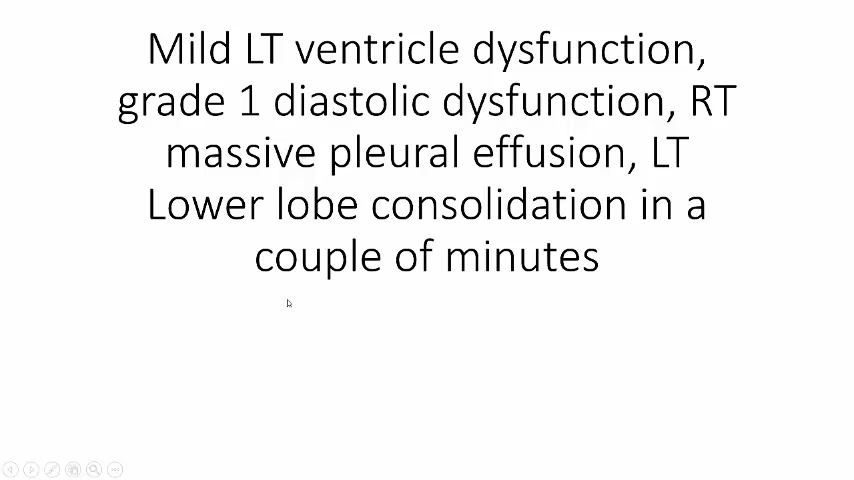 Mild LT ventricle dysfunction,
grade 1 diastolic dysfunction, RT
massive pleural effusion, LT
Lower lobe consolidation in a
couple of minutes